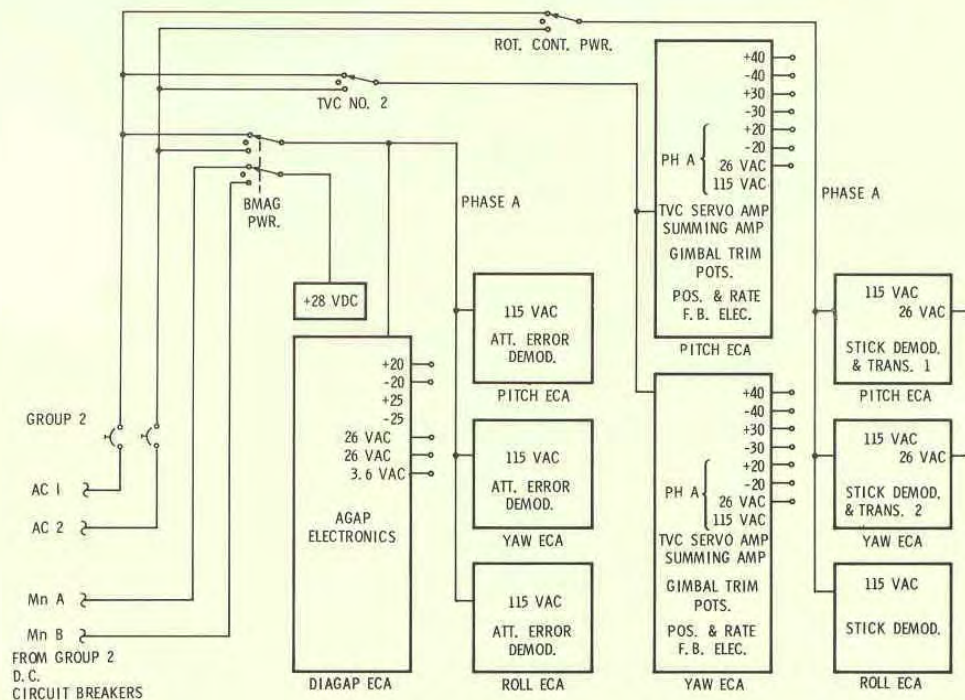 ROT. CONT. PWR.
TVC NO. 2
BMAG
PWR.
PHASE A
+28 VDC
GROUP 2
AC 1
AC 2
Mn A
Mn B
FROM GROUP 2
D. C.
CIRCUIT BREAKERS
+20
-20
+25
-25
26 VAC
26 VAC
3.6 VAC
AGAP
ELECTRONICS
DIAGAP ECA
115 VAC
ATT. ERROR
DEMOD.
PITCH ECA
115 VAC
ATT. ERROR
DEMOD.
YAW ECA
115 VAC
ATT. ERROR
DEMOD.
ROLL ECA
+40
-40
+30
-30
+20
-20
PH A
26 VAC
115 VAC
TVC SERVO AMP
SUMMING AMP
GIMBAL TRIM
POTS.
POS. & RATE
F. B. ELEC.
PITCH ECA
+40
-40
+30
-30
+20
-20
PH A
26 VAC
115 VAC
TVC SERVO AMP
SUMMING AMP
GIMBAL TRIM
POTS.
POS. & RATE
F. B. ELEC.
YAW ECA
PHASE A
115 VAC
26 VAC
STICK DEMOD.
& TRANS. 1
PITCH ECA
115 VAC
26 VAC
STICK DEMOD.
& TRANS. 2
YAW ECA
115 VAC
STICK DEMOD.
ROLL ECA